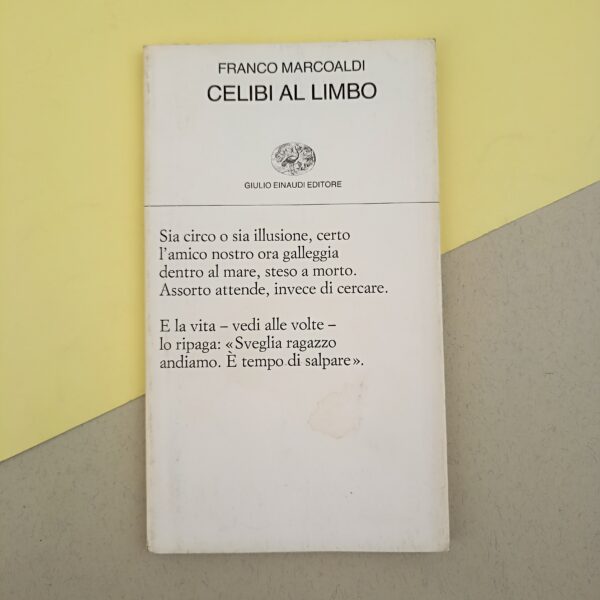 FRANCO MARCOALDI
CELIBI AL LIMBO
GIULIO EINAUDI EDITORE
Sia circo o sia illusione, certo
l'amico nostro ora galleggia
dentro al mare, steso a morto.
Assorto attende, invece di cercare.
E la vita – vedi alle volte –
lo ripaga: «Sveglia ragazzo
andiamo. È tempo di salpare».